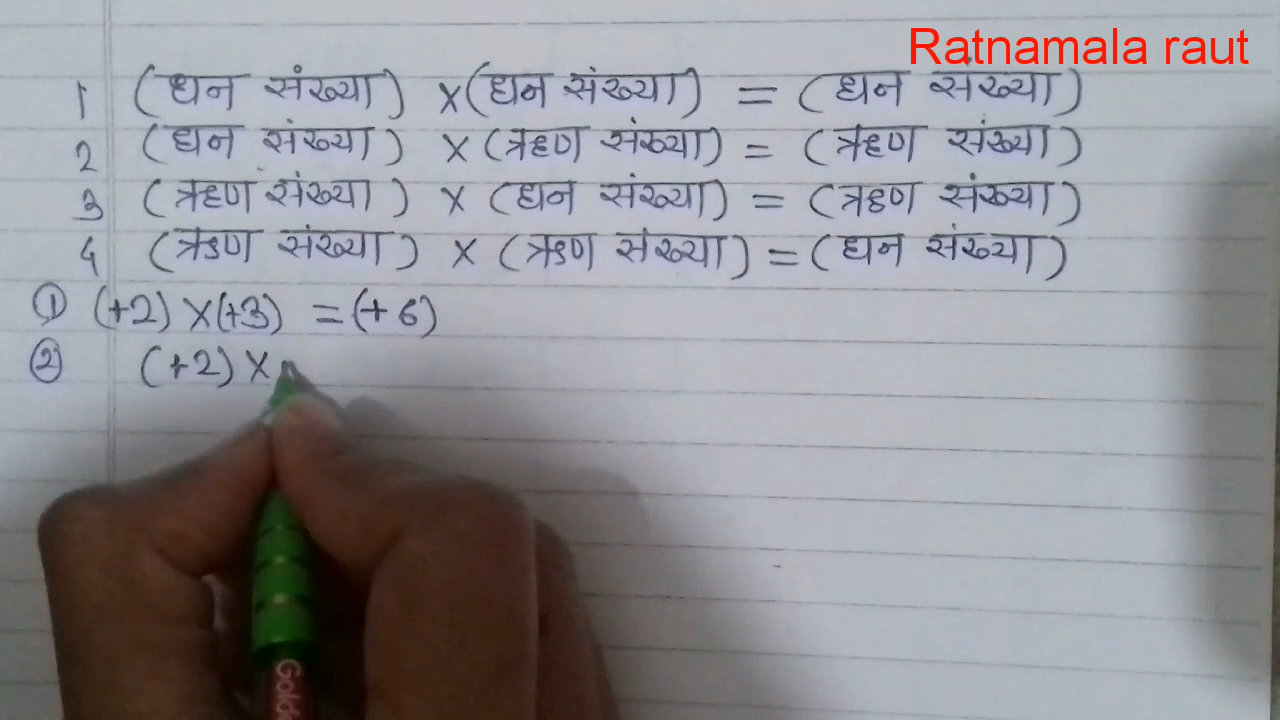 Ratnamala raut
1 (धन संख्या) × (धन संख्या) = (धन संख्या)
2 (धन संख्या) × (ऋण संख्या) = (ऋण संख्या)
3 (ऋण संख्या) × (धन संख्या) = (ऋण संख्या)
4 (ऋण संख्या) × (ऋण संख्या) = (धन संख्या)
① (+2) × (+3) = (+6)
② (+2) ×
Gold